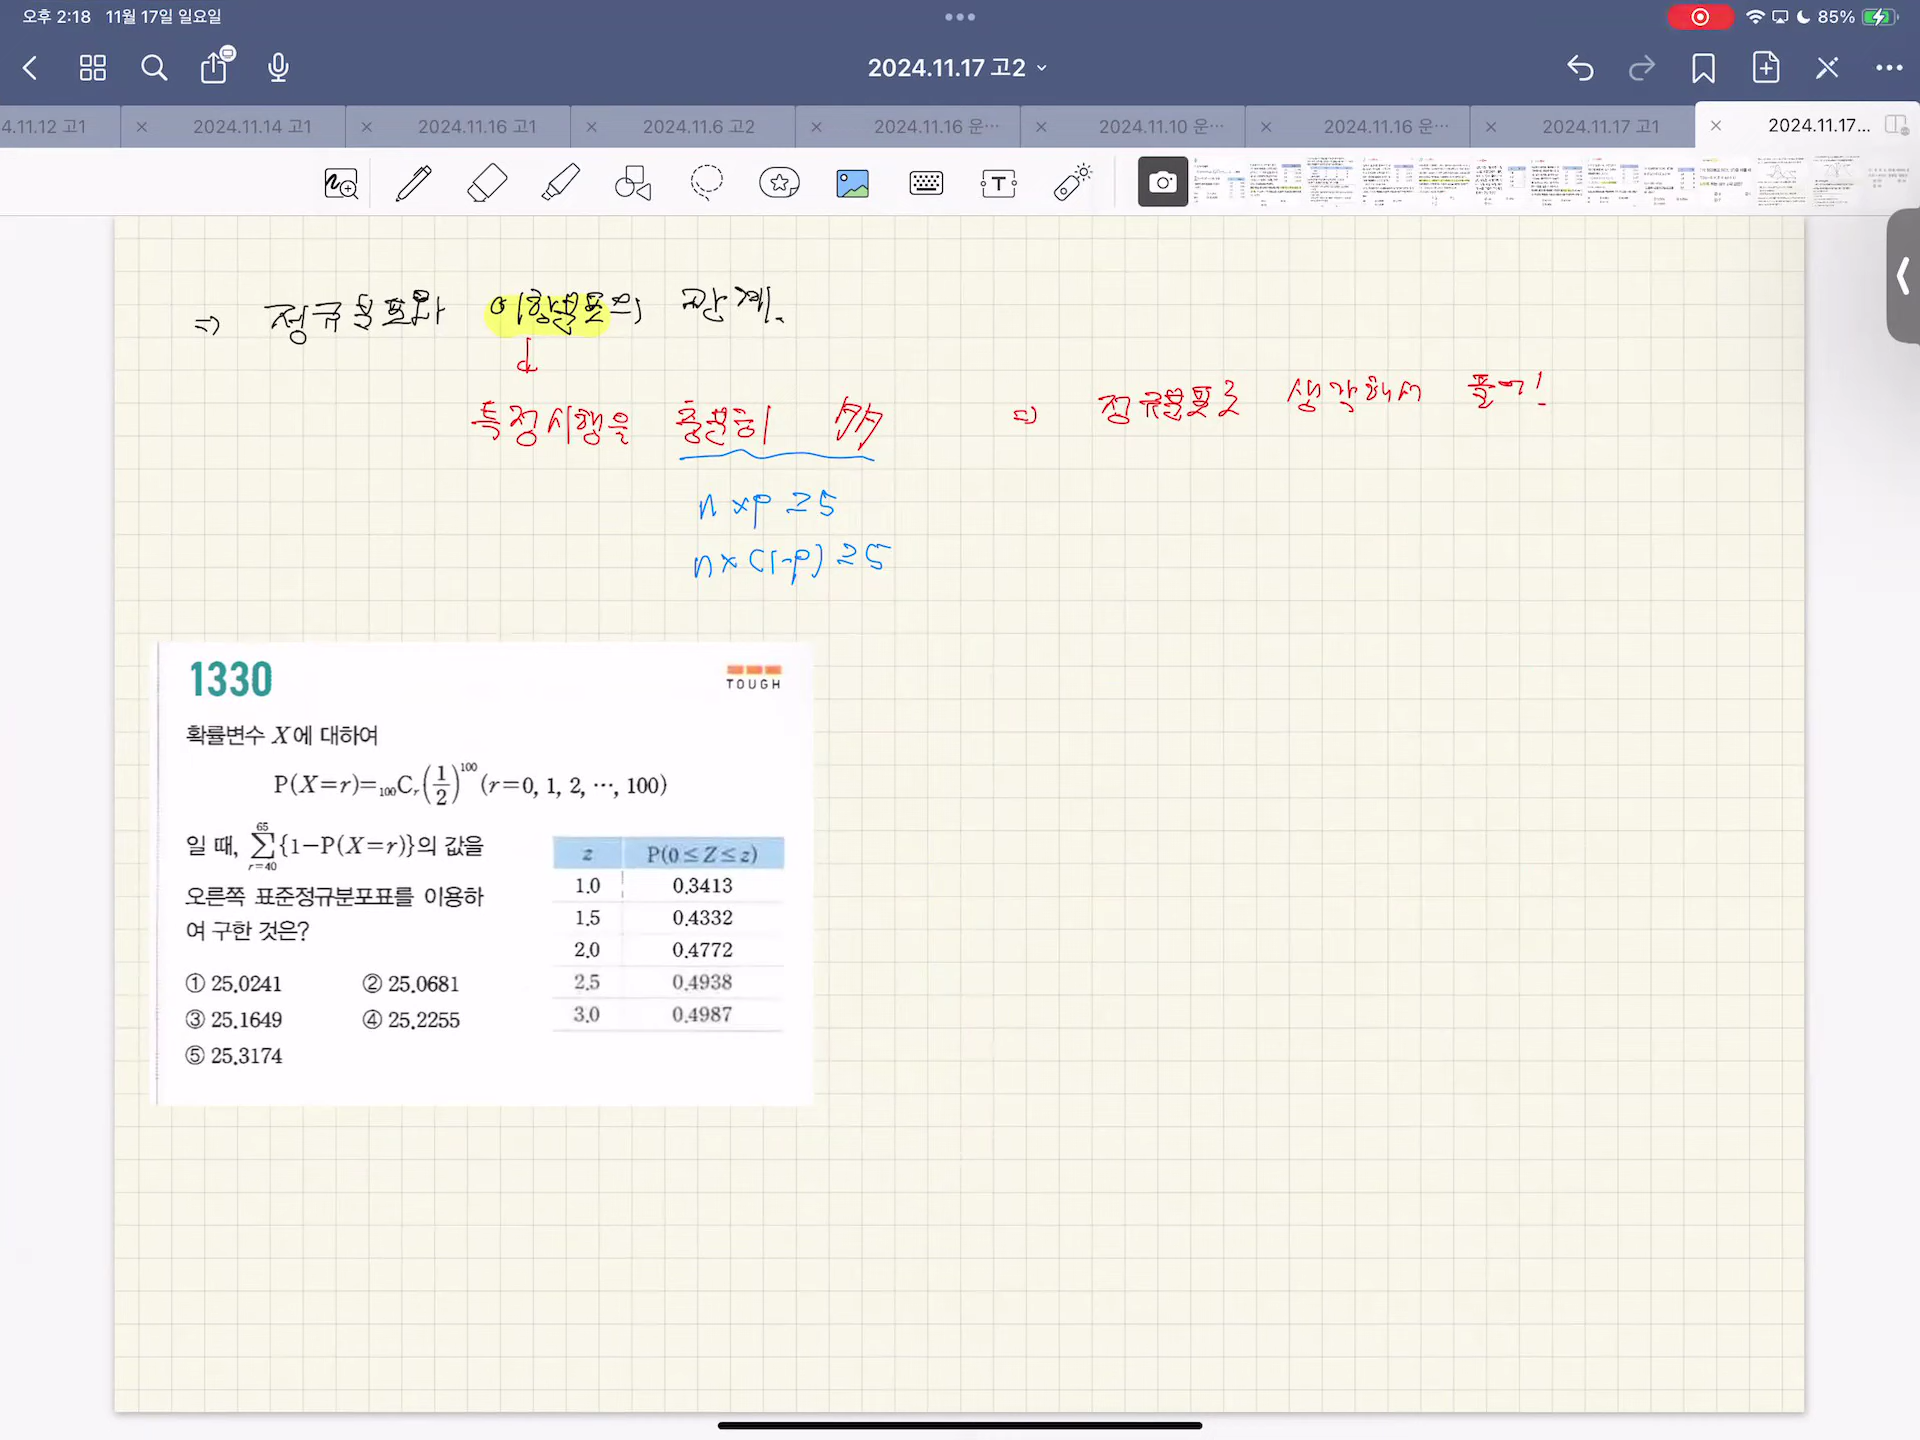 오후 2:18 11월 17일 일요일
85%
2024.11.17 고2
4.11.12 고1
2024.11.14 고1
2024.11.16 고1
2024.11.6 고2
2024.11.16 운…
2024.11.10 운…
2024.11.16 운…
2024.11.17 고1
2024.11.17...
⇒ 정규분포와 이항분포의 관계.
↓
특정시행을 충분히 多 ⇒ 정규분포로 생각해서 풀기!
n×p ≥5
n×(1-p) ≥5
1330
TOUGH
확률변수 X에 대하여
P(X=r)=₁₀₀Cᵣ(1/2)¹⁰⁰(r=0, 1, 2, ⋯, 100)
일 때, ∑_{r=40}^{65}{1−P(X=r)}의 값을
오른쪽 표준정규분포표를 이용하
여 구한 것은?
① 25.0241 ② 25.0681
③ 25.1649 ④ 25.2255
⑤ 25.3174
z P(0≤Z≤z)
1.0 0.3413
1.5 0.4332
2.0 0.4772
2.5 0.4938
3.0 0.4987